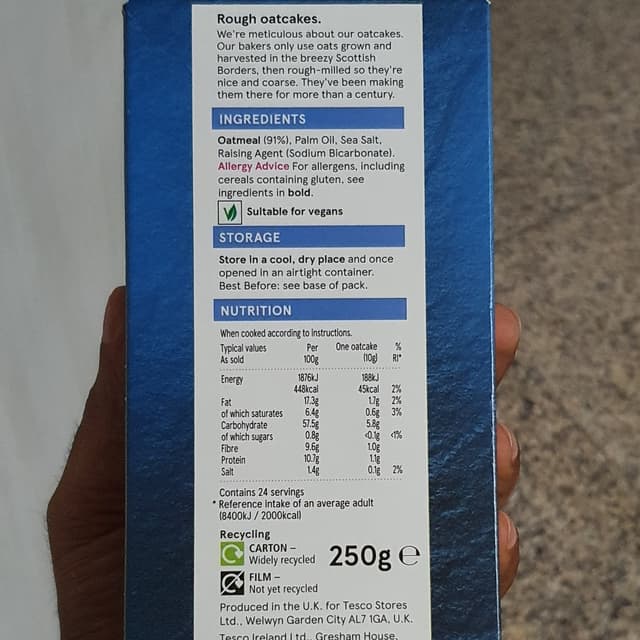 Rough oatcakes.
We're meticulous about our oatcakes.
Our bakers only use oats grown and
harvested in the breezy Scottish
Borders, then rough-milled so they're
nice and coarse. They've been making
them there for more than a century.
INGREDIENTS
Oatmeal (91%), Palm Oil, Sea Salt,
Raising Agent (Sodium Bicarbonate).
Allergy Advice For allergens, including
cereals containing gluten, see
ingredients in bold.
V Suitable for vegans
STORAGE
Store in a cool, dry place and once
opened in an airtight container.
Best Before: see base of pack.
NUTRITION
When cooked according to instructions.
Typical values Per One oatcake %
As sold 100g (10g) RI*
Energy 1876kJ 188kJ
448kcal 45kcal 2%
Fat 17.3g 1.7g 2%
of which saturates 6.4g 0.6g 3%
Carbohydrate 57.5g 5.8g
of which sugars 0.8g <0.1g <1%
Fibre 9.6g 1.0g
Protein 10.7g 1.1g
Salt 1.4g 0.1g 2%
Contains 24 servings
* Reference intake of an average adult
(8400kJ / 2000kcal)
Recycling
CARTON –
Widely recycled
250g ℮
FILM –
Not yet recycled
Produced in the U.K. for Tesco Stores
Ltd., Welwyn Garden City AL7 1GA, U.K.
Tesco Ireland Ltd., Gresham House,